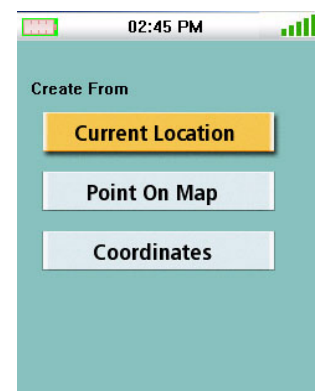 02:45 PM
Create From
Current Location
Point On Map
Coordinates